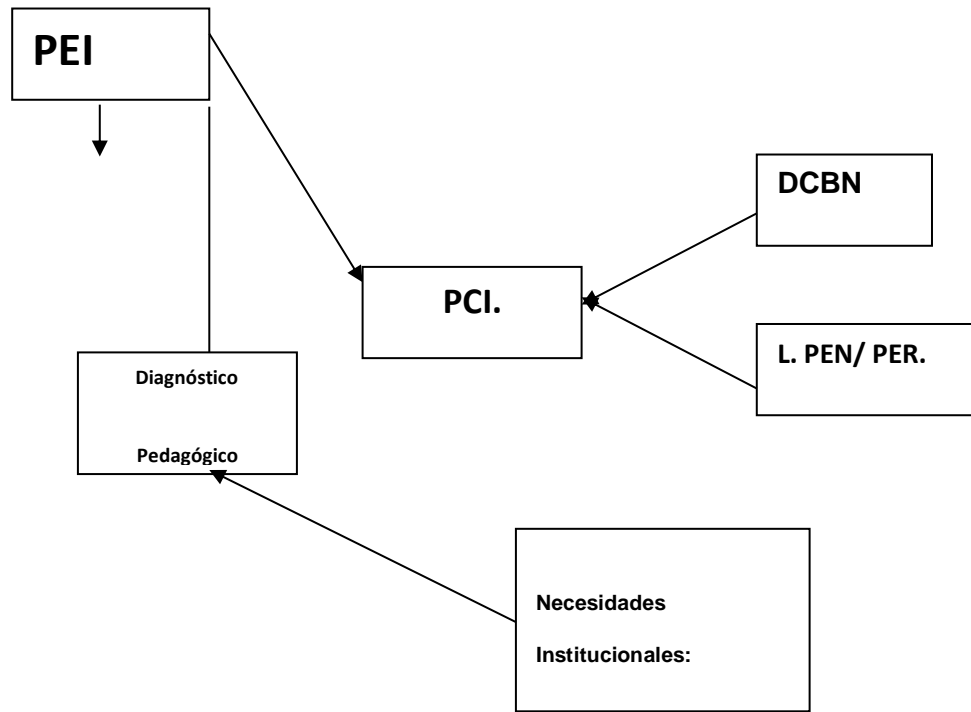 PEI
DCBN
PCI.
L. PEN/ PER.
Diagnóstico
Pedagógico
Necesidades
Institucionales: